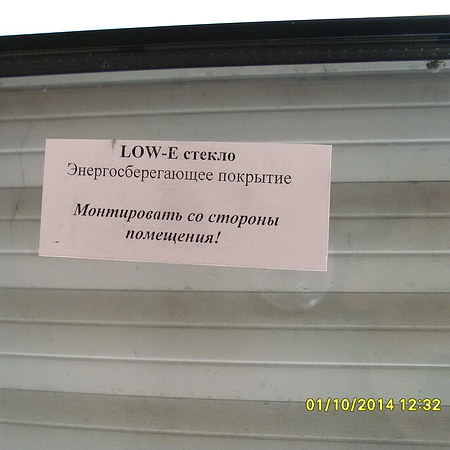 LOW-E стекло
Энергосберегающее покрытие
Монтировать со стороны
помещения!
01/10/2014 12:32